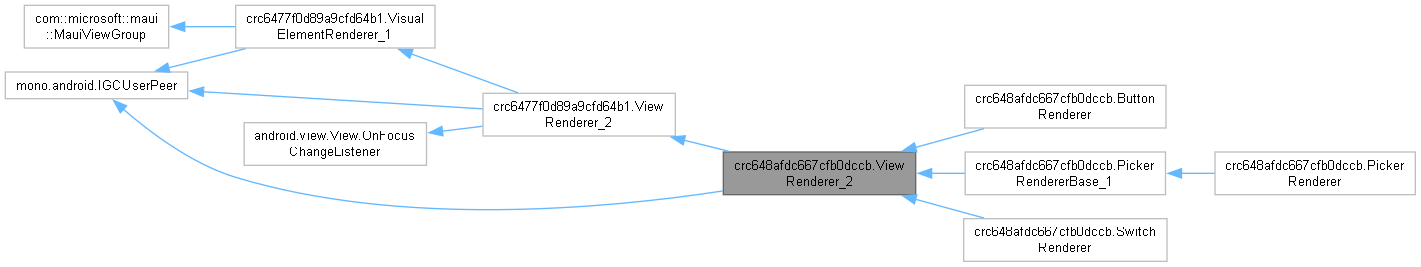 com::microsoft::maui
::MauiViewGroup
crc6477f0d89a9cfd64b1.Visual
ElementRenderer_1
mono.android.IGCUserPeer
crc6477f0d89a9cfd64b1.View
Renderer_2
android.view.View.OnFocus
ChangeListener
crc648afdc667cfb0dccb.View
Renderer_2
crc648afdc667cfb0dccb.Button
Renderer
crc648afdc667cfb0dccb.Picker
RendererBase_1
crc648afdc667cfb0dccb.Picker
Renderer
crc648afdc667cfb0dccb.Switch
Renderer